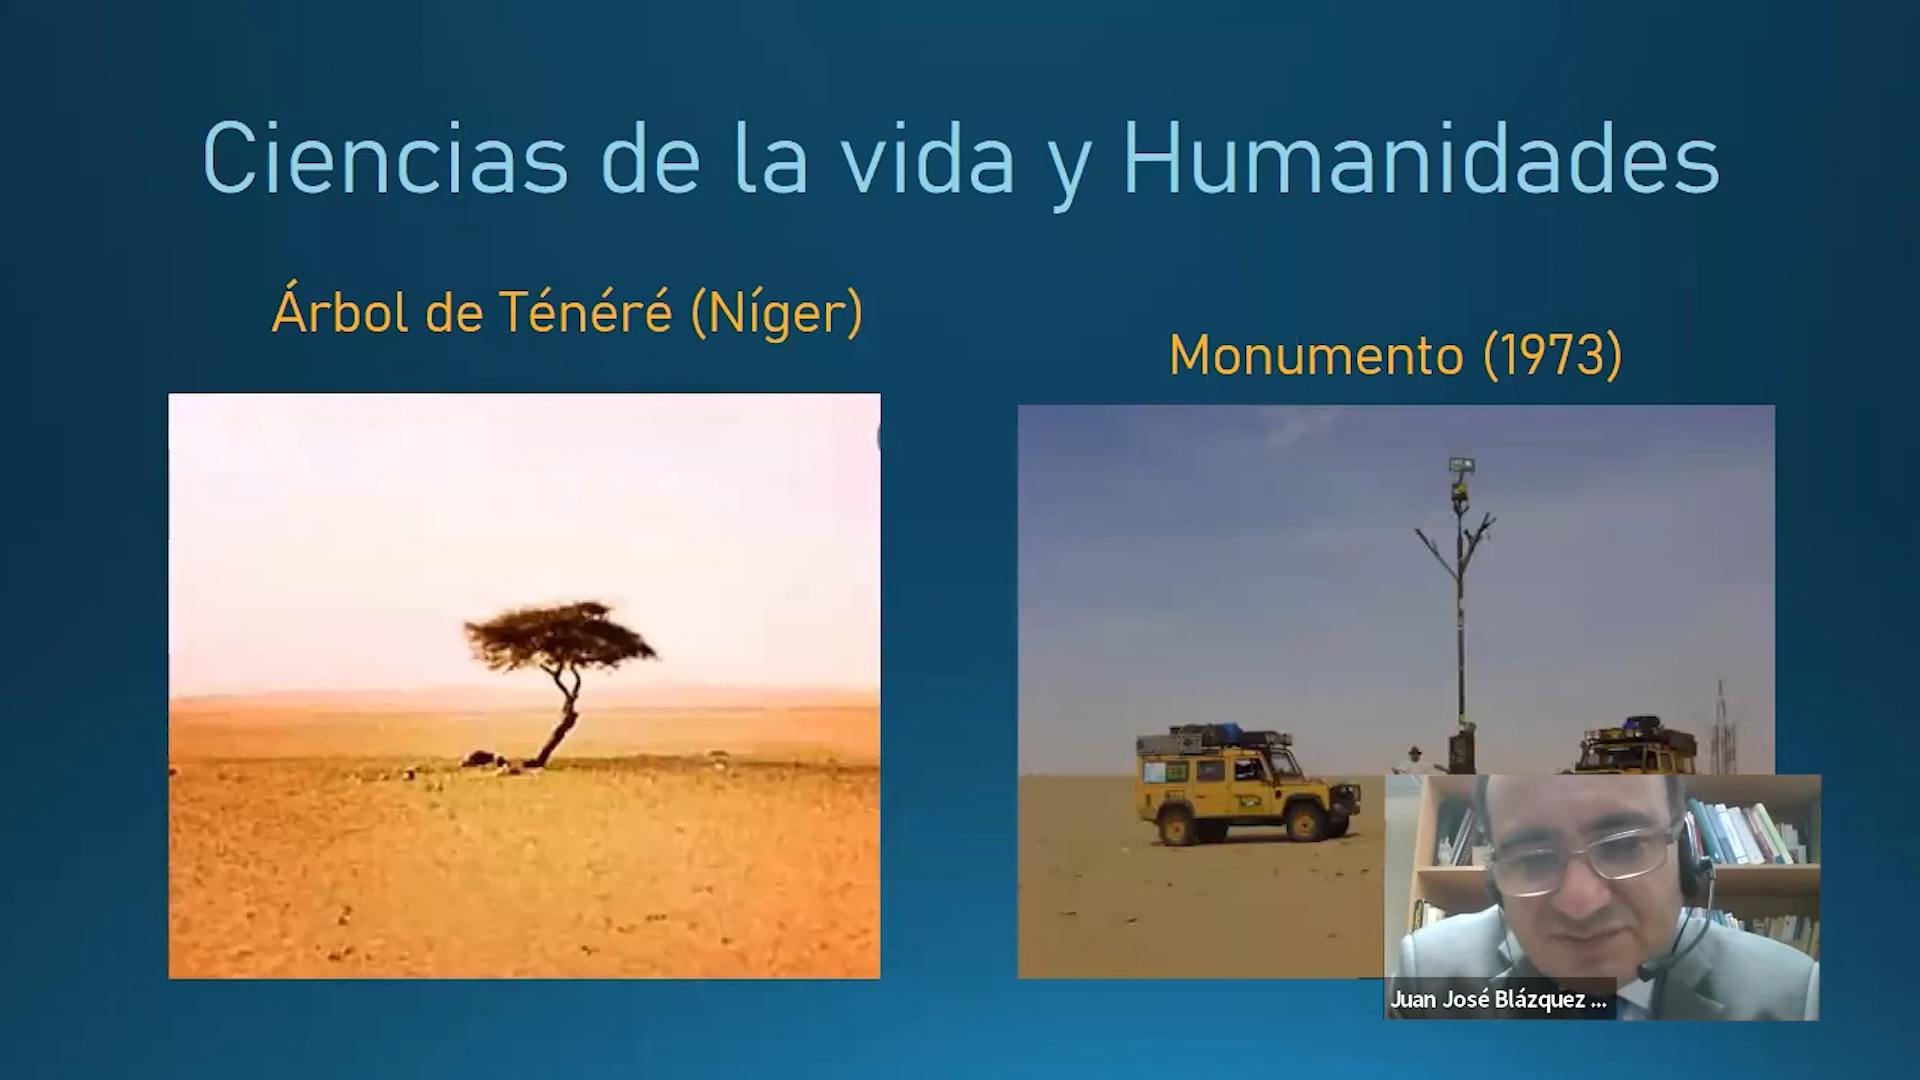 Ciencias de la vida y Humanidades
Árbol de Ténéré (Níger)
Monumento (1973)
Juan José Blázquez ...